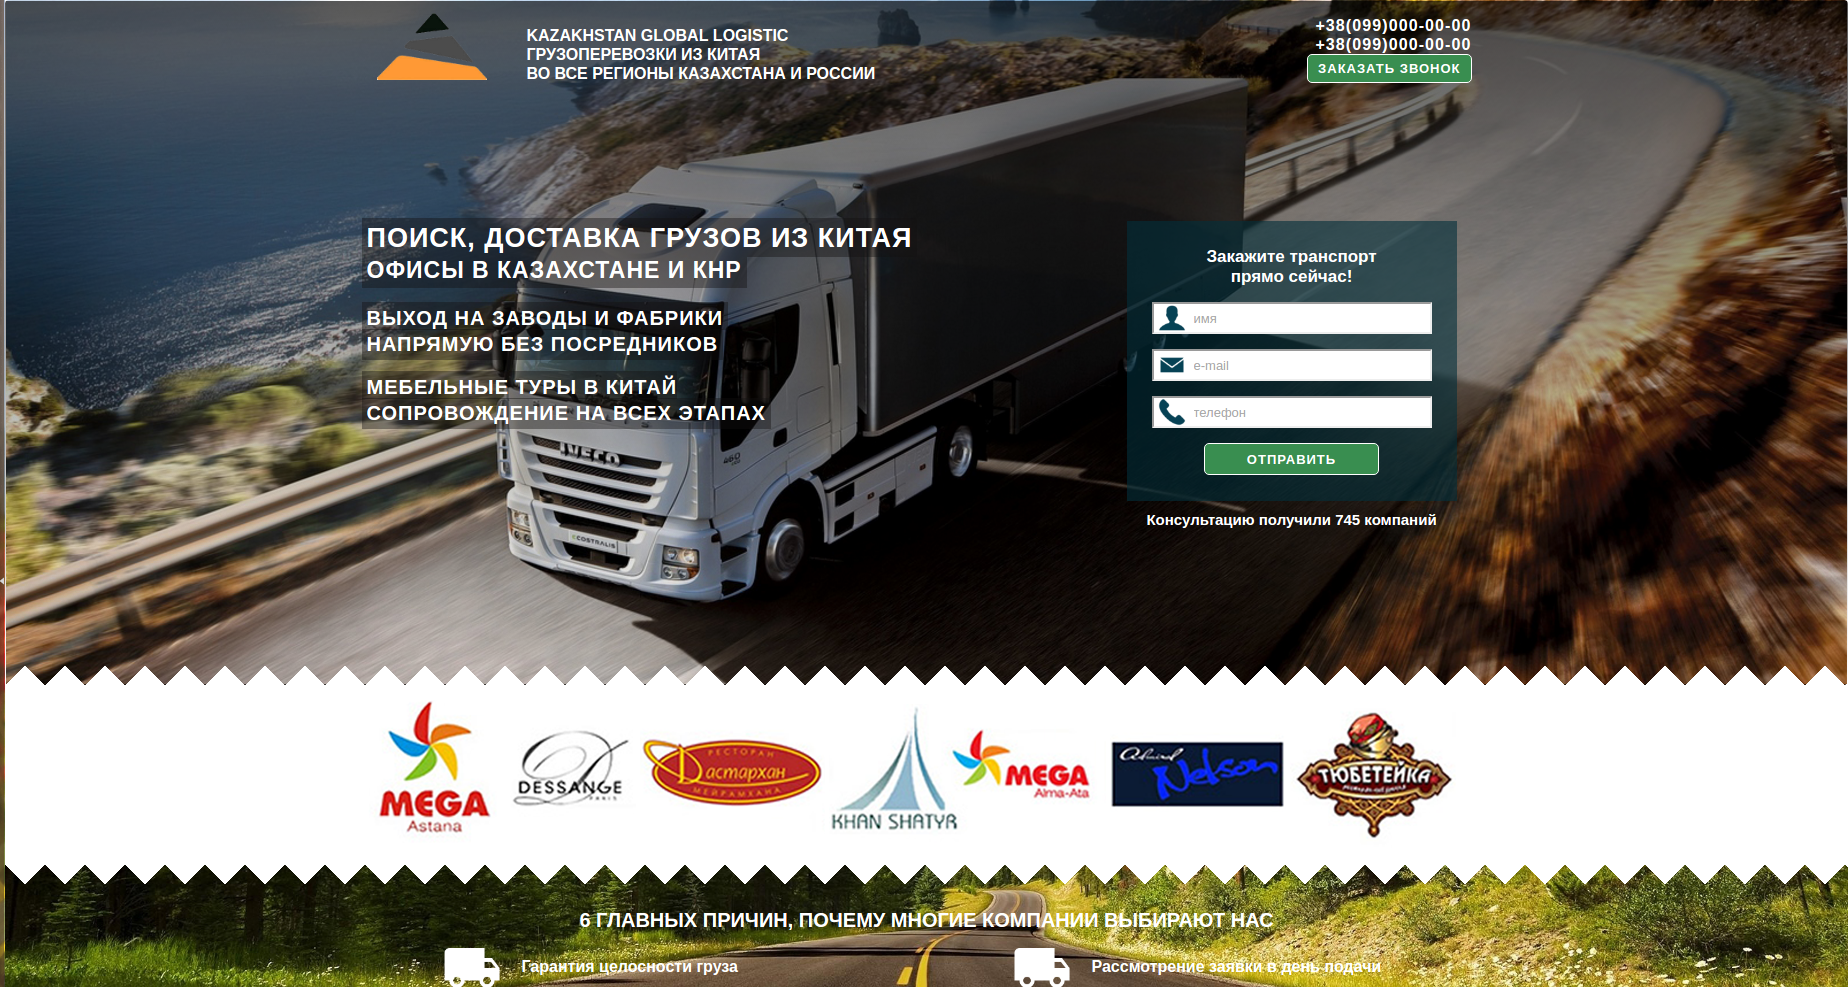 KAZAKHSTAN GLOBAL LOGISTIC
ГРУЗОПЕРЕВОЗКИ ИЗ КИТАЯ
ВО ВСЕ РЕГИОНЫ КАЗАХСТАНА И РОССИИ
+38(099)000-00-00
+38(099)000-00-00
ЗАКАЗАТЬ ЗВОНОК
ПОИСК, ДОСТАВКА ГРУЗОВ ИЗ КИТАЯ
ОФИСЫ В КАЗАХСТАНЕ И КНР
ВЫХОД НА ЗАВОДЫ И ФАБРИКИ
НАПРЯМУЮ БЕЗ ПОСРЕДНИКОВ
МЕБЕЛЬНЫЕ ТУРЫ В КИТАЙ
СОПРОВОЖДЕНИЕ НА ВСЕХ ЭТАПАХ
IVECO
460
ECOSTRALIS
Закажите транспорт
прямо сейчас!
имя
e-mail
телефон
ОТПРАВИТЬ
Консультацию получили 745 компаний
MEGA
Astana
D
DESSANGE
PARIS
РЕСТОРАН
Дастархан
МЕЙРАМХАНА
KHAN SHATYR
MEGA
Alma-Ata
Admiral
Nelson
ТЮБЕТЕЙКА
6 ГЛАВНЫХ ПРИЧИН, ПОЧЕМУ МНОГИЕ КОМПАНИИ ВЫБИРАЮТ НАС
Гарантия целосности груза
Рассмотрение заявки в день подачи